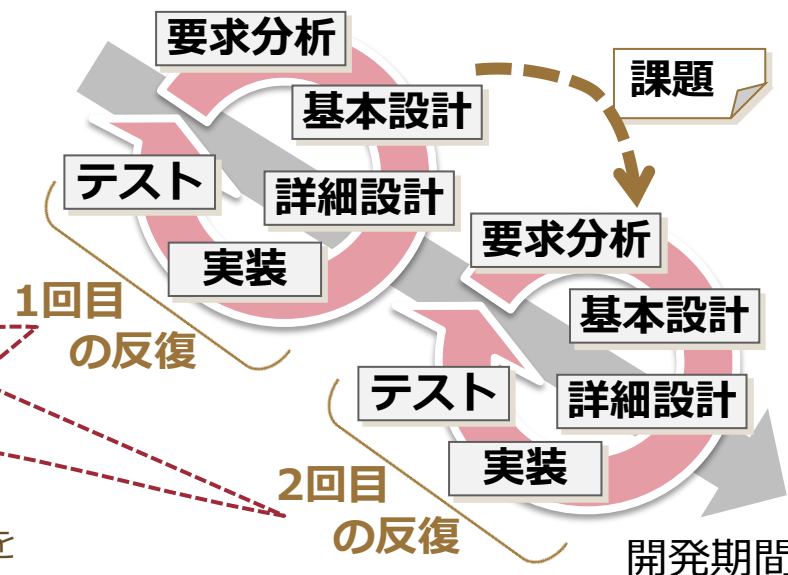 要求分析
課題
基本設計
テスト
詳細設計
実装
要求分析
1回目
の反復
基本設計
テスト
詳細設計
実装
2回目
の反復
を
開発期間